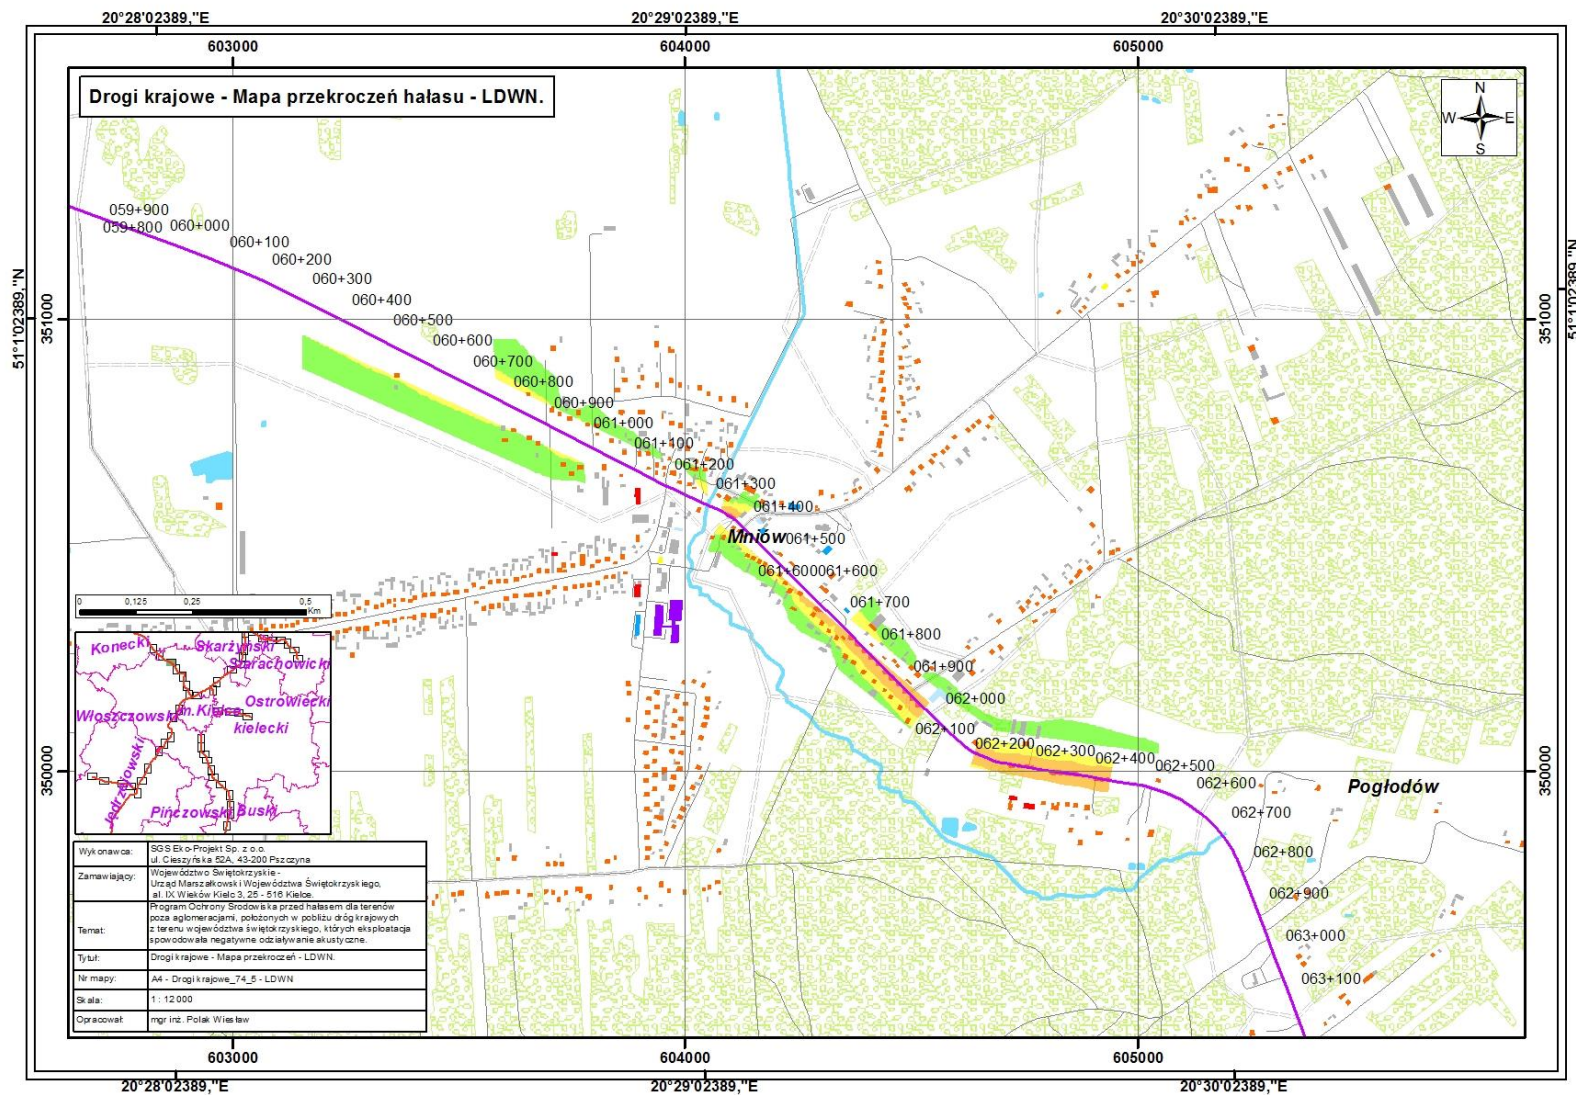 20°28'02389,"E 20°29'02389,"E 20°30'02389,"E
603000 604000 605000
Drogi krajowe - Mapa przekroczeń hałasu - LDWN.
N
W E
S
059+900
059+800
060+000
060+100
060+200
060+300
060+400
060+500
060+600
060+700
060+800
060+900
061+000
061+100
061+200
061+300
061+400
Mniów
061+500
061+600
061+600
061+700
061+800
061+900
062+000
062+100
062+200
062+300
062+400
062+500
062+600
062+700
062+800
062+900
063+000
063+100
Pogłodów
51°1'02389,"N
351000
350000
351000
51°1'02389,"N
350000
0 0,125 0,25 0,5
Km
Konecki
Skarżyński
Starachowicki
Ostrowiecki
Włoszczowski
m.Kielce
kielecki
Jędrzejowski
Pińczowski
Buski
Wykonawca: SGS Eko-Projekt Sp. z o.o.
ul. Cieszyńska 52A, 43-200 Pszczyna
Zamawiający: Województwo Świętokrzyskie -
Urząd Marszałkowski Województwa Świętokrzyskiego,
al. IX Wieków Kielc 3, 25 - 516 Kielce.
Temat: Program Ochrony Środowiska przed hałasem dla terenów
poza aglomeracjami, położonych w pobliżu dróg krajowych
z terenu województwa świętokrzyskiego, których eksploatacja
spowodowała negatywne oddziaływanie akustyczne.
Tytuł: Drogi krajowe - Mapa przekroczeń - LDWN.
Nr mapy: A4 - Drogi krajowe_74_5 - LDWN
Skala: 1 : 12 000
Opracował: mgr inż. Polak Wiesław
603000 604000 605000
20°28'02389,"E 20°29'02389,"E 20°30'02389,"E